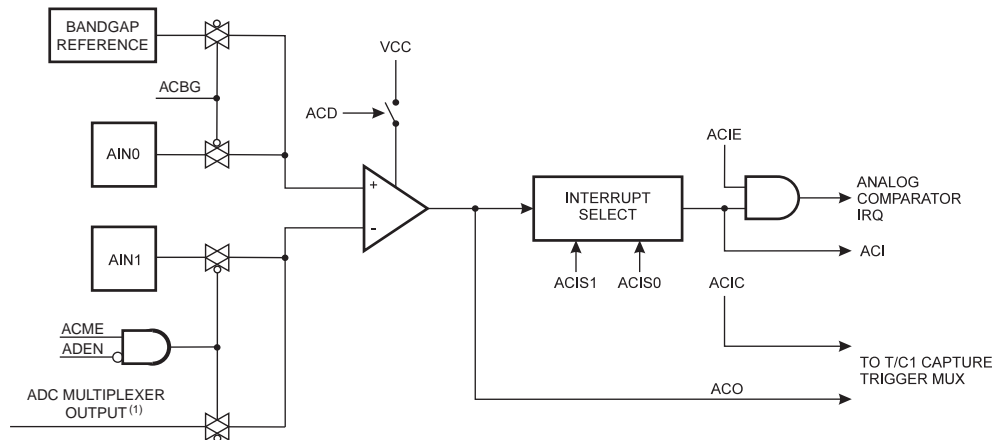 BANDGAP
REFERENCE
VCC
ACBG
ACD
AIN0
ACIE
+
INTERRUPT
SELECT
ANALOG
COMPARATOR
IRQ
-
AIN1
ACI
ACIS1
ACIS0
ACIC
ACME
ADEN
TO T/C1 CAPTURE
TRIGGER MUX
ADC MULTIPLEXER
OUTPUT (1)
ACO